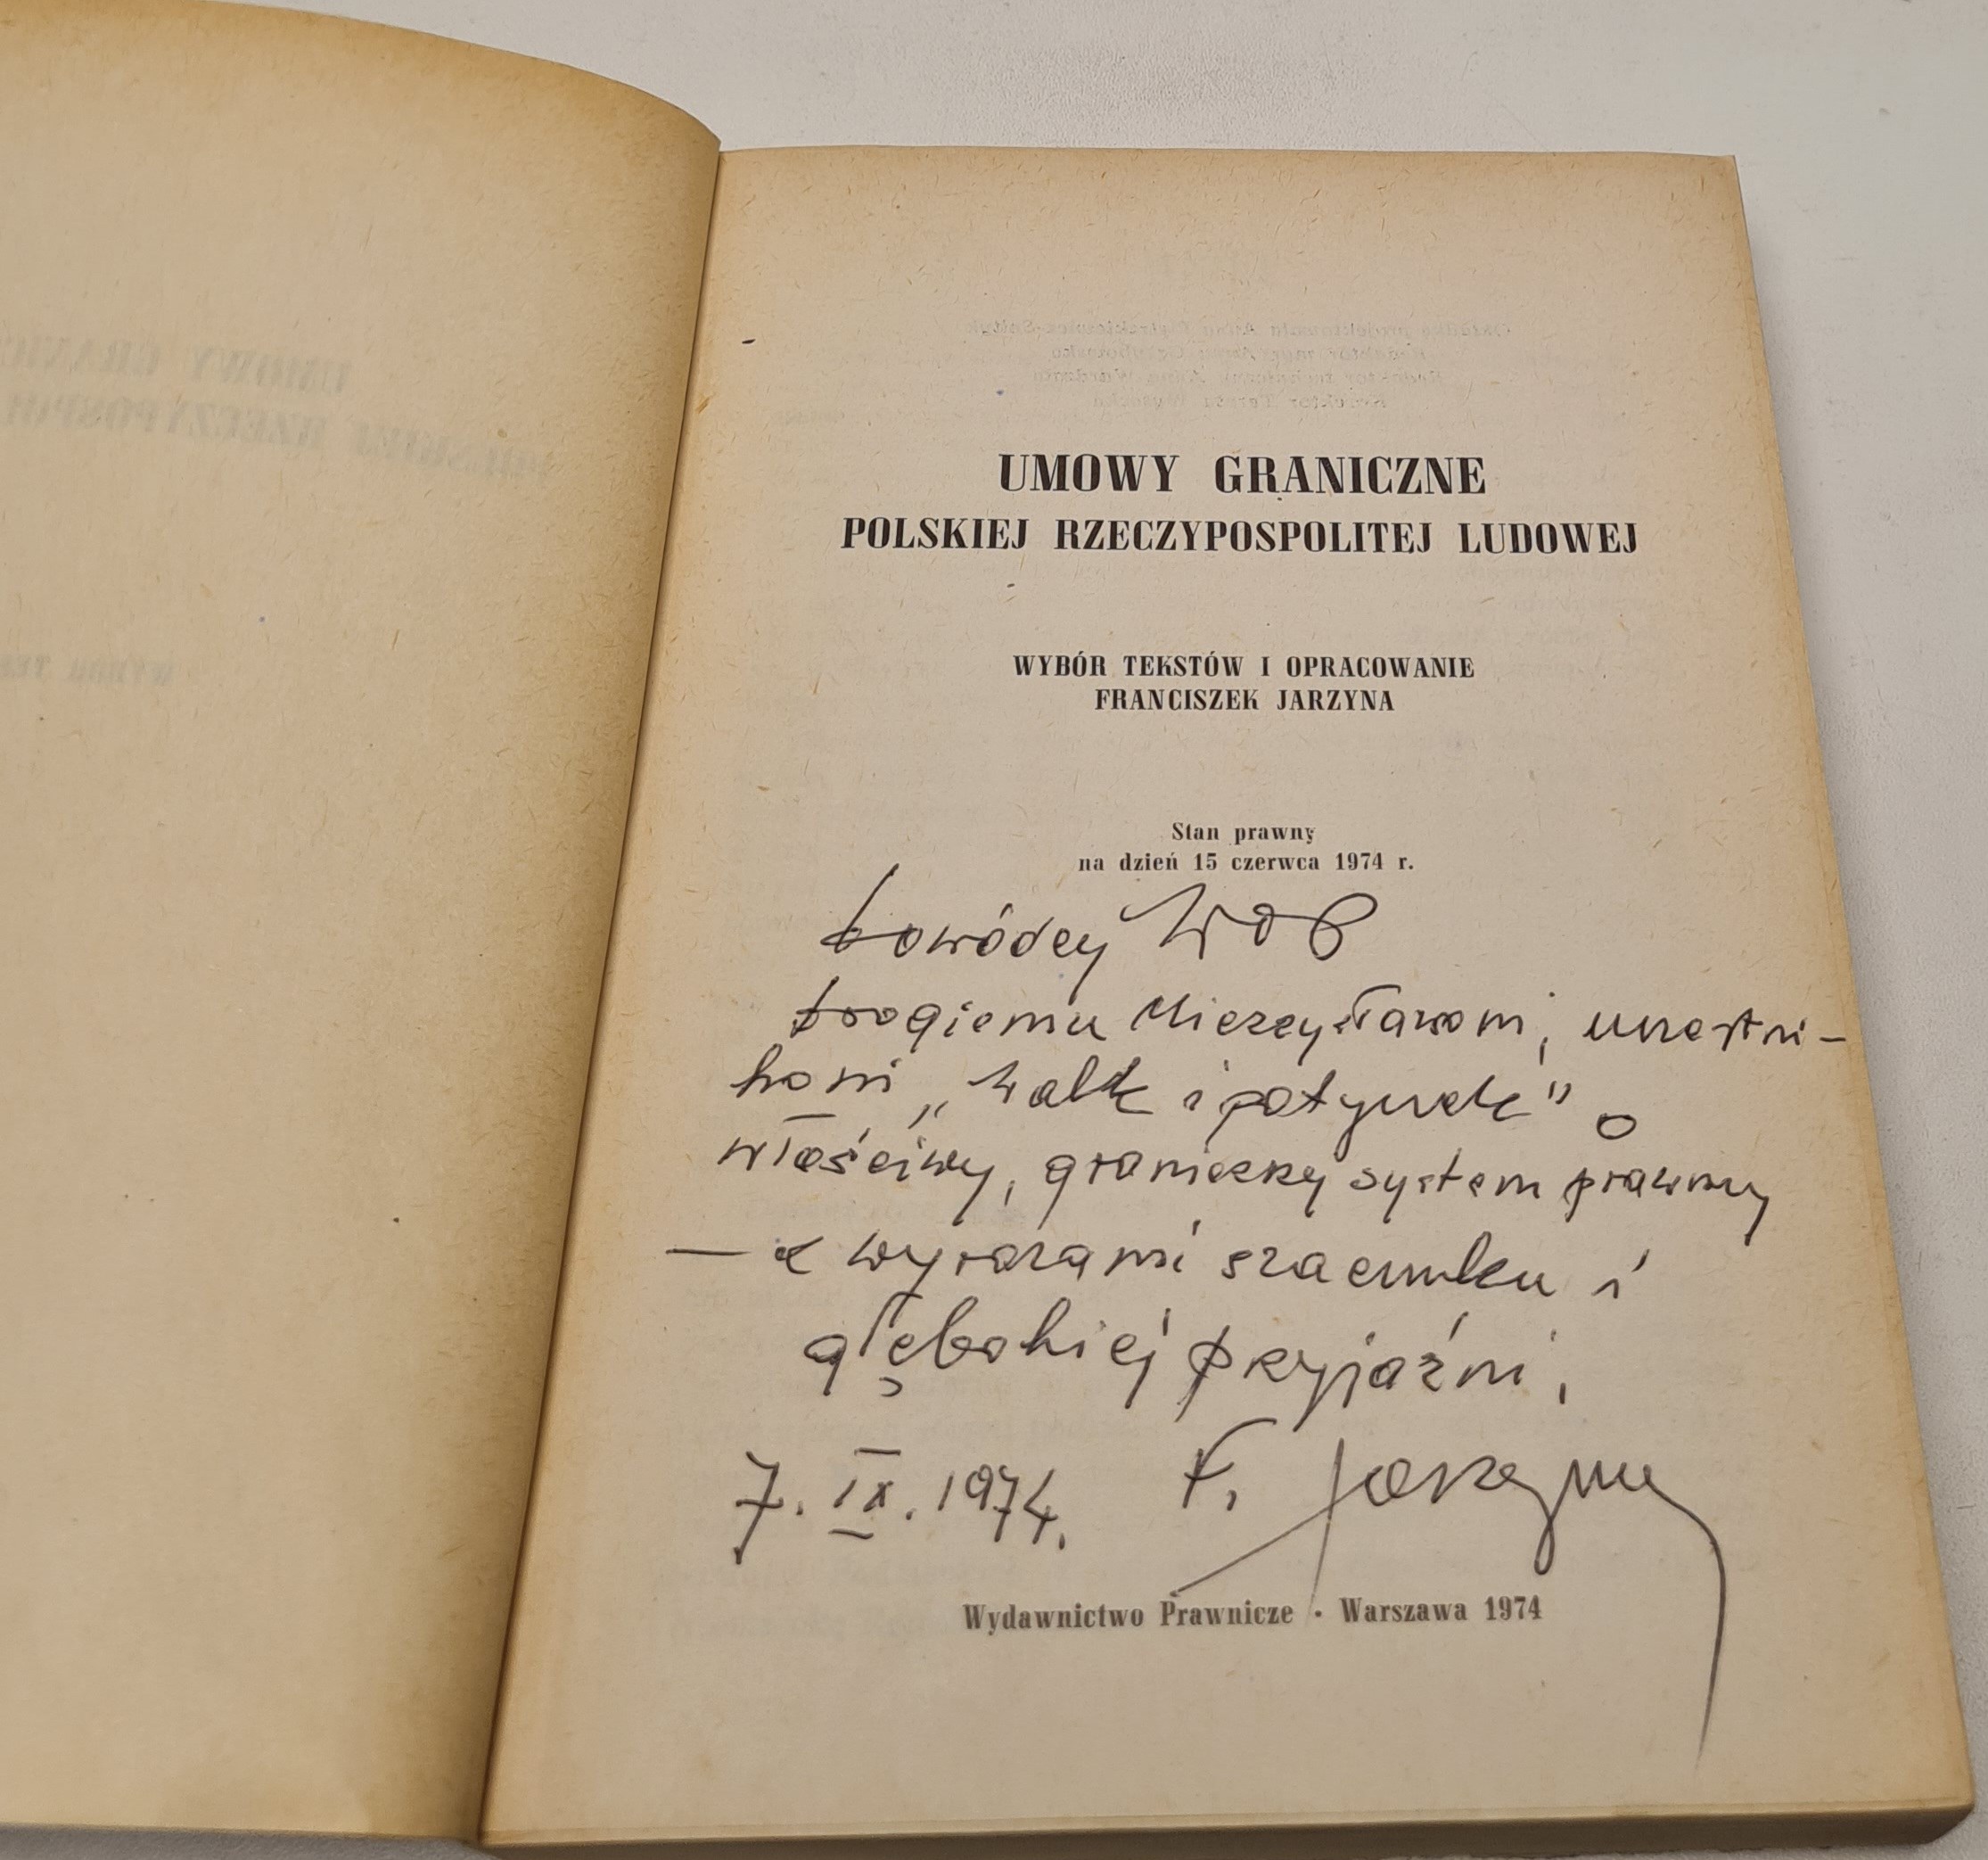 UMOWY GRANICZNE
POLSKIEJ RZECZYPOSPOLITEJ LUDOWEJ
WYBÓR TEKSTÓW I OPRACOWANIE
FRANCISZEK JARZYNA
Stan prawny
na dzień 15 czerwca 1974 r.
Dowódcy WOP
Drogiemu Mieczysławowi, uczestni-
kowi „walk i potyczek" o
właściwy, graniczny system prawny
— z wyrazami szacunku i
głębokiej przyjaźni,
7. IX. 1974. F. Jarzyna
Wydawnictwo Prawnicze • Warszawa 1974